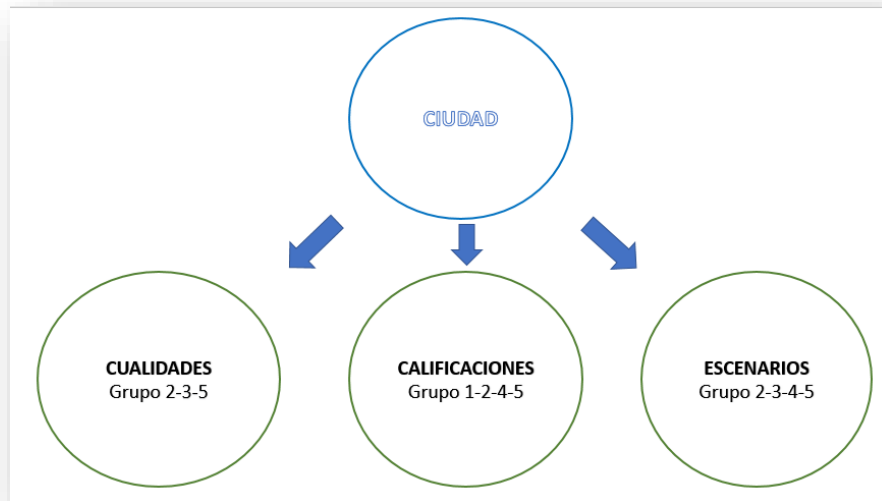 CIUDAD
CUALIDADES
Grupo 2-3-5
CALIFICACIONES
Grupo 1-2-4-5
ESCENARIOS
Grupo 2-3-4-5